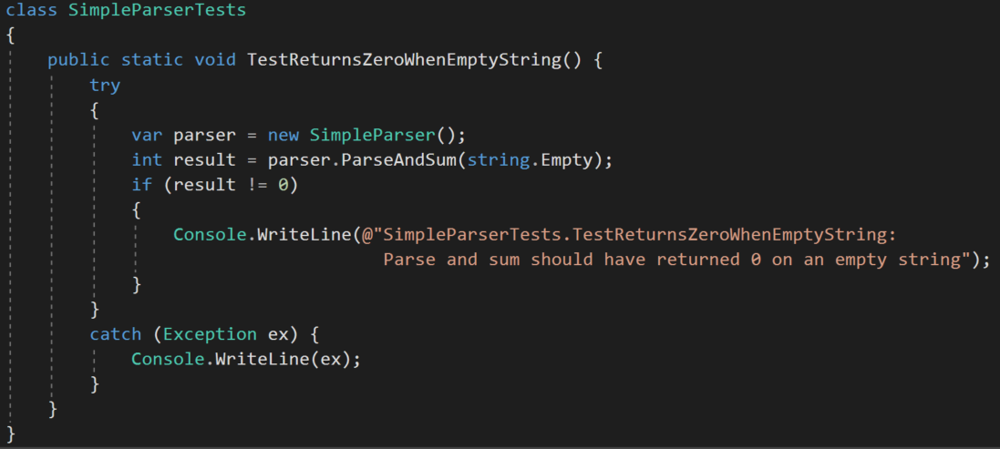 class SimpleParserTests
{
    public static void TestReturnsZeroWhenEmptyString() {
        try
        {
            var parser = new SimpleParser();
            int result = parser.ParseAndSum(string.Empty);
            if (result != 0)
            {
                Console.WriteLine(@"SimpleParserTests.TestReturnsZeroWhenEmptyString:
                                    Parse and sum should have returned 0 on an empty string");
            }
        }
        catch (Exception ex) {
            Console.WriteLine(ex);
        }
    }
}